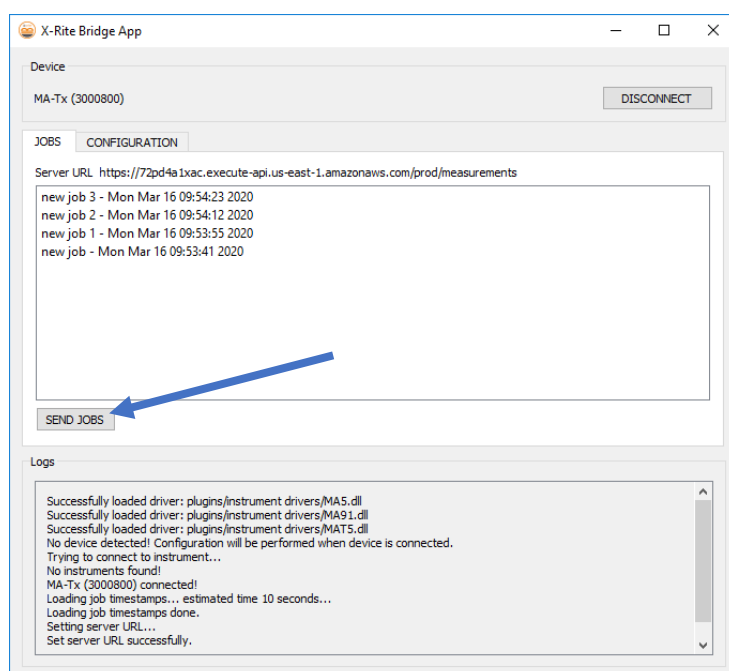 X-Rite Bridge App
Device
MA-Tx (3000800)
DISCONNECT
JOBS
CONFIGURATION
Server URL https://72pd4a1xac.execute-api.us-east-1.amazonaws.com/prod/measurements
new job 3 - Mon Mar 16 09:54:23 2020
new job 2 - Mon Mar 16 09:54:12 2020
new job 1 - Mon Mar 16 09:53:55 2020
new job - Mon Mar 16 09:53:41 2020
SEND JOBS
Logs
Successfully loaded driver: plugins/instrument drivers/MA5.dll
Successfully loaded driver: plugins/instrument drivers/MA91.dll
Successfully loaded driver: plugins/instrument drivers/MAT5.dll
No device detected! Configuration will be performed when device is connected.
Trying to connect to instrument...
No instruments found!
MA-Tx (3000800) connected!
Loading job timestamps... estimated time 10 seconds...
Loading job timestamps done.
Setting server URL...
Set server URL successfully.